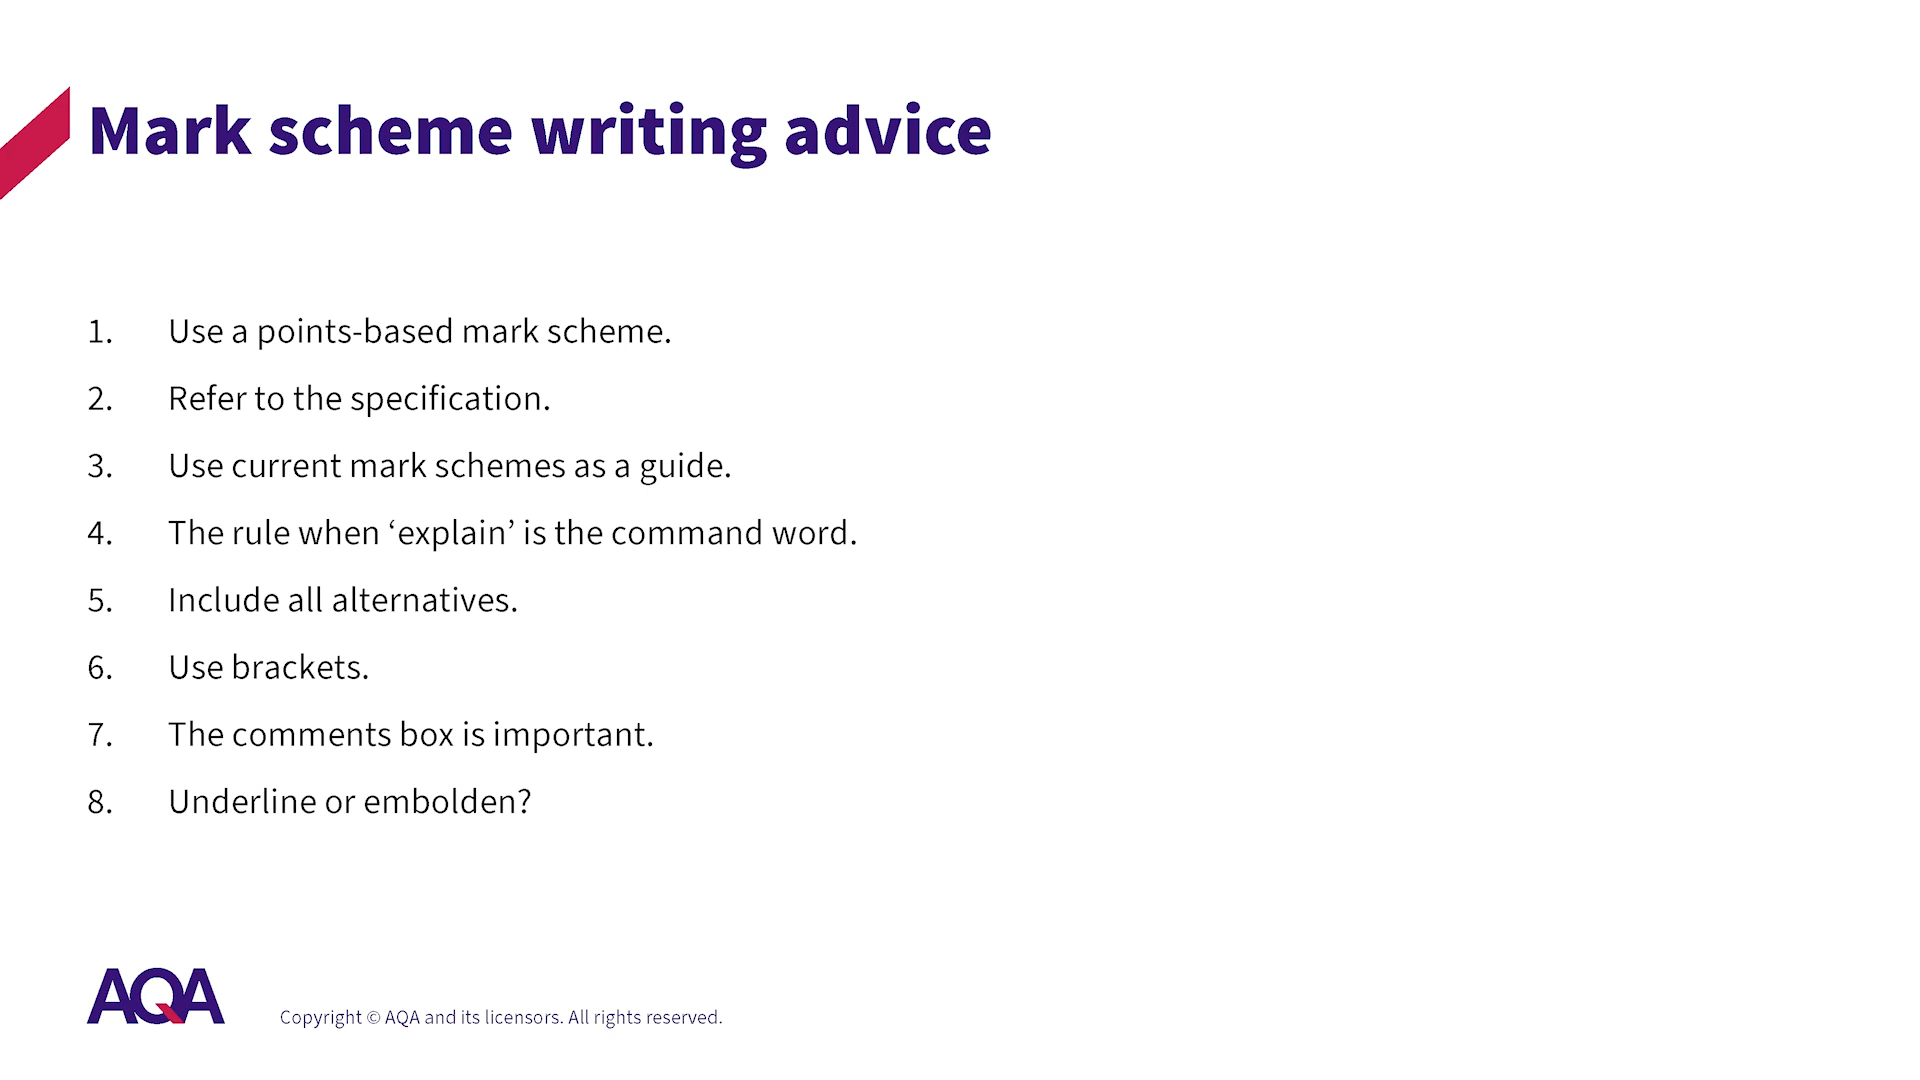 Mark scheme writing advice
1. Use a points-based mark scheme.
2. Refer to the specification.
3. Use current mark schemes as a guide.
4. The rule when ‘explain’ is the command word.
5. Include all alternatives.
6. Use brackets.
7. The comments box is important.
8. Underline or embolden?
AQA
Copyright © AQA and its licensors. All rights reserved.